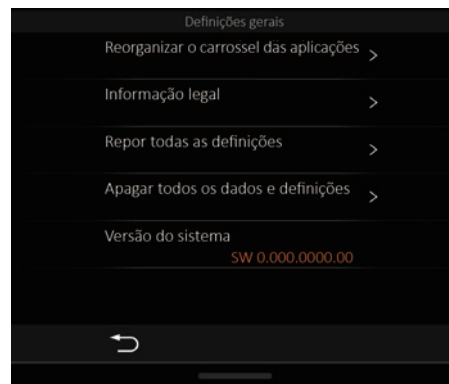 Definições gerais
Reorganizar o carrossel das aplicações
Informação legal
Repor todas as definições
Apagar todos os dados e definições
Versão do sistema
SW 0.000.0000.00